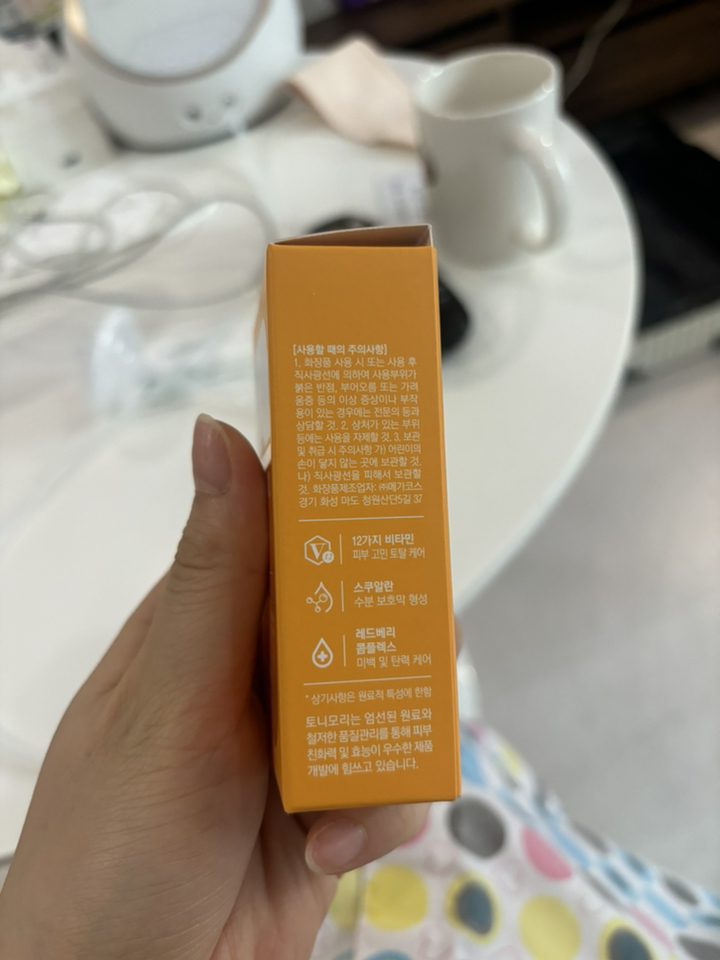 [사용할 때의 주의사항]
1. 화장품 사용 시 또는 사용 후
직사광선에 의하여 사용부위가
붉은 반점, 부어오름 또는 가려
움증 등의 이상 증상이나 부작
용이 있는 경우에는 전문의 등과
상담할 것. 2. 상처가 있는 부위
등에는 사용을 자제할 것. 3. 보관
및 취급 시 주의사항 가) 어린이의
손이 닿지 않는 곳에 보관할 것.
나) 직사광선을 피해서 보관할
것. 화장품제조업자: ㈜메가코스
경기 화성 마도 청원산단5길 37
V12
12가지 비타민
피부 고민 토탈 케어
스쿠알란
수분 보호막 형성
레드베리
콤플렉스
미백 및 탄력 케어
* 상기사항은 원료적 특성에 한함
토니모리는 엄선된 원료와
철저한 품질관리를 통해 피부
친화력 및 효능이 우수한 제품
개발에 힘쓰고 있습니다.